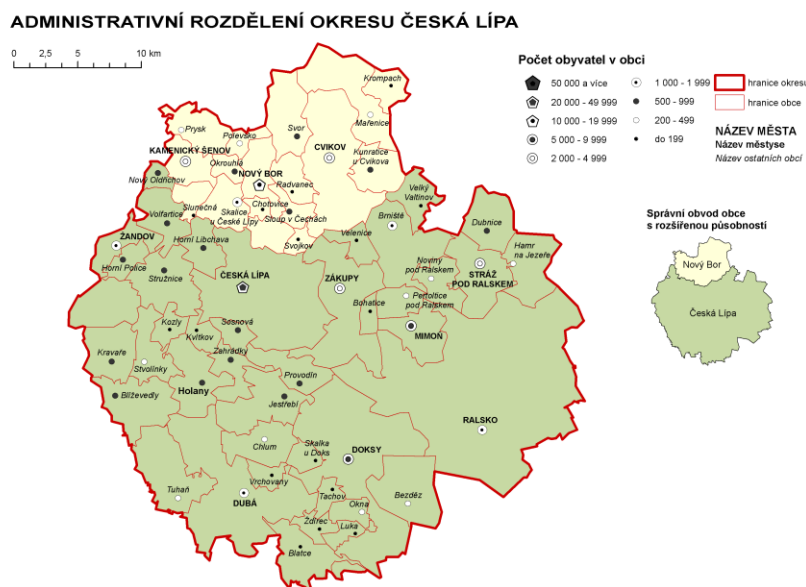 ADMINISTRATIVNÍ ROZDĚLENÍ OKRESU ČESKÁ LÍPA
0 2,5 5 10 km
Počet obyvatel v obci
50 000 a více
20 000 - 49 999
10 000 - 19 999
5 000 - 9 999
2 000 - 4 999
1 000 - 1 999
500 - 999
200 - 499
do 199
hranice okresu
hranice obce
NÁZEV MĚSTA
Název městyse
Název ostatních obcí
Správní obvod obce
s rozšířenou působností
Nový Bor
Česká Lípa
Krompach
Mařenice
Prysk
Polevsko
Svor
KAMENICKÝ ŠENOV
CVIKOV
Kunratice
u Cvikova
Okrouhlá
NOVÝ BOR
Nový Oldřichov
Radvanec
Velký
Valtinov
Slunečná
Skalice
u České Lípy
Chotovice
Sloup v Čechách
Volfartice
Brniště
Dubnice
ŽANDOV
Horní Libchava
Svojkov
Velenice
Hamr
na Jezeře
Horní Police
Stružnice
ČESKÁ LÍPA
ZÁKUPY
Noviny
pod Ralskem
STRÁŽ
POD RALSKEM
Pertoltice
pod Ralskem
Bohatice
Kozly
Kvítkov
Sosnová
MIMOŇ
Kravaře
Stvolínky
Zahrádky
Provodín
Blíževedly
Holany
Jestřebí
RALSKO
Chlum
Skalka
u Doks
DOKSY
Vrchovany
Tuhaň
DUBÁ
Tachov
Bezděz
Okna
Ždírec
Luka
Blatce